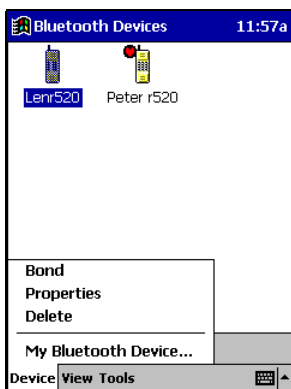 Bluetooth Devices 11:57a
Lenr520 Peter r520
Bond
Properties
Delete
My Bluetooth Device...
Device View Tools